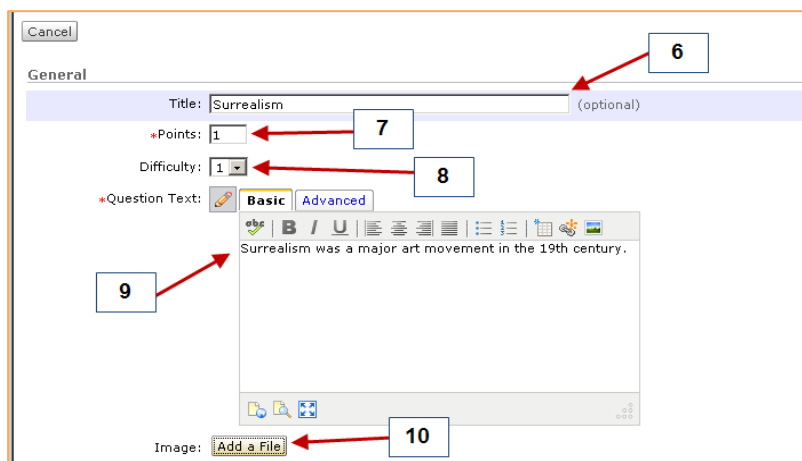 Cancel
6
General
Title: Surrealism (optional)
*Points: 1
7
Difficulty: 1
8
*Question Text: Basic Advanced
abc B I U
Surrealism was a major art movement in the 19th century.
9
Image: Add a File
10